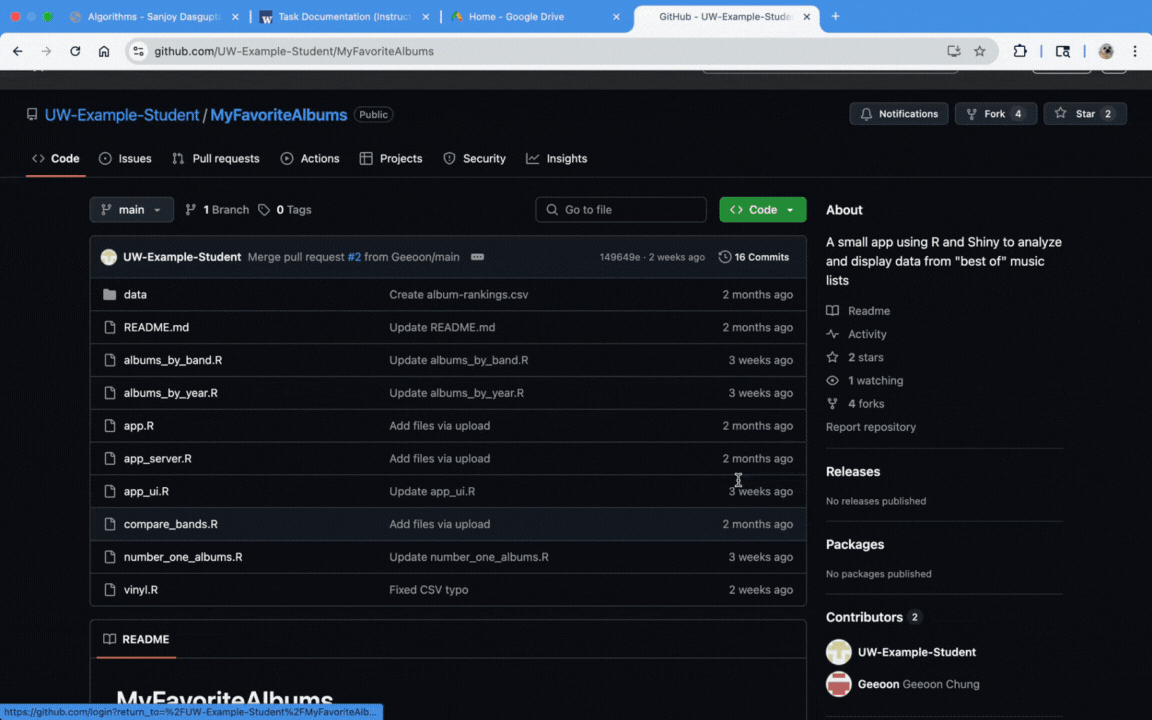 Algorithms - Sanjoy Dasgupt
Task Documentation (Instruct
Home - Google Drive
GitHub - UW-Example-Stude
github.com/UW-Example-Student/MyFavoriteAlbums
UW-Example-Student / MyFavoriteAlbums Public
Notifications
Fork 4
Star 2
Code
Issues
Pull requests
Actions
Projects
Security
Insights
main
1 Branch
0 Tags
Go to file
Code
UW-Example-Student Merge pull request #2 from Geeoon/main 149649e · 2 weeks ago 16 Commits
data Create album-rankings.csv 2 months ago
README.md Update README.md 2 months ago
albums_by_band.R Update albums_by_band.R 3 weeks ago
albums_by_year.R Update albums_by_year.R 3 weeks ago
app.R Add files via upload 2 months ago
app_server.R Add files via upload 2 months ago
app_ui.R Update app_ui.R 3 weeks ago
compare_bands.R Add files via upload 2 months ago
number_one_albums.R Update number_one_albums.R 3 weeks ago
vinyl.R Fixed CSV typo 2 weeks ago
README
MyFavoriteAlbums
About
A small app using R and Shiny to analyze
and display data from "best of" music
lists
Readme
Activity
2 stars
1 watching
4 forks
Report repository
Releases
No releases published
Packages
No packages published
Contributors 2
UW-Example-Student
Geeoon Geeoon Chung
https://github.com/login?return_to=%2FUW-Example-Student%2FMyFavoriteAlb...